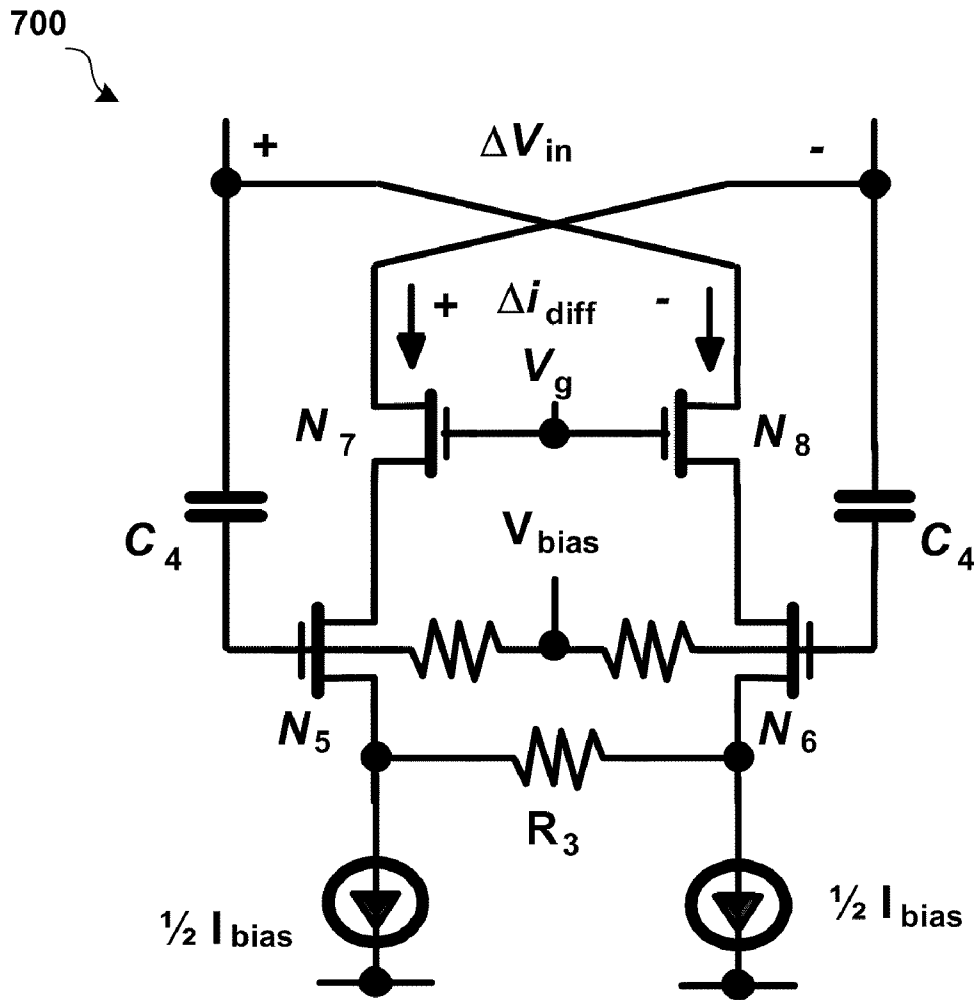 700
+ ΔVin -
+ Δidiff -
Vg
N7 N8
C4 Vbias C4
N5 N6
R3
½ Ibias ½ Ibias